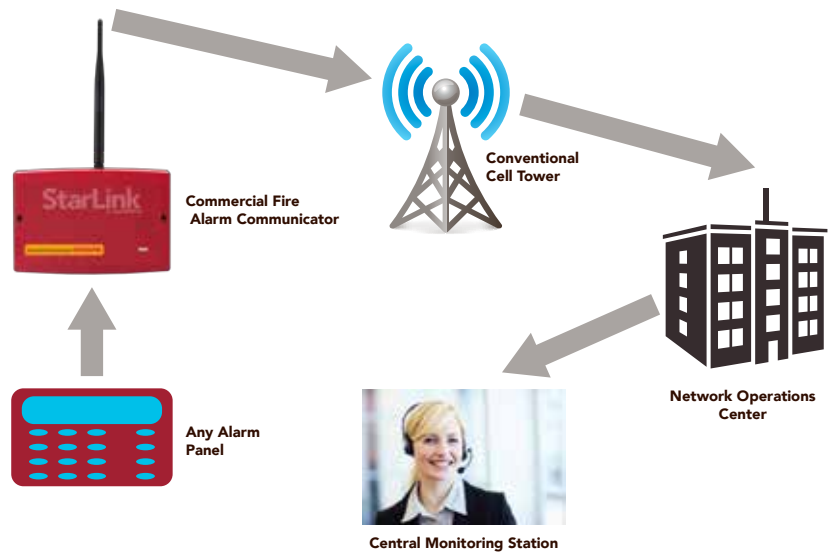 StarLink
Commercial Fire
Alarm Communicator
Conventional
Cell Tower
Network Operations
Center
Any Alarm
Panel
Central Monitoring Station